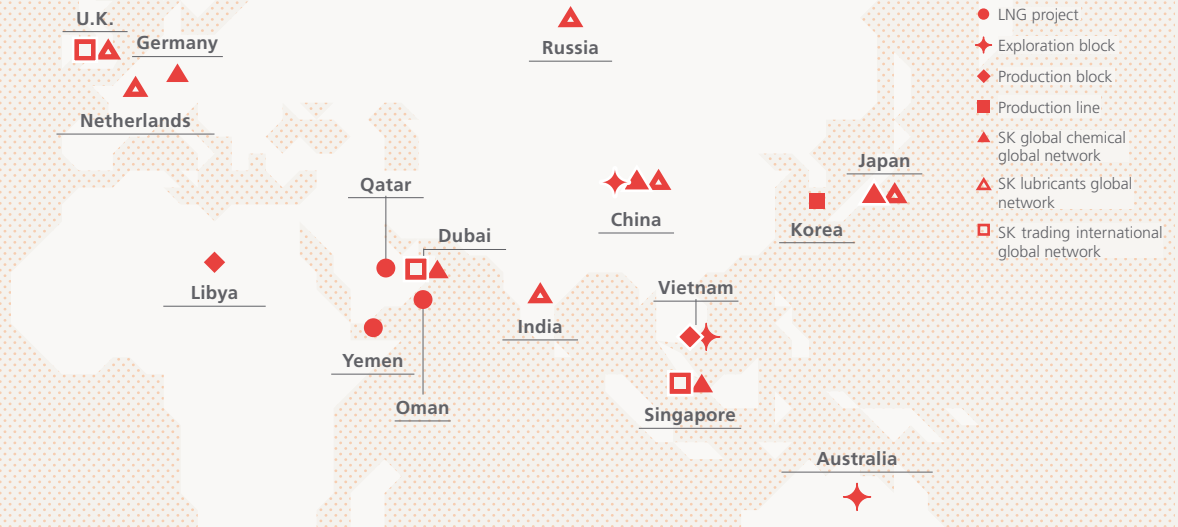 U.K.
Germany
Netherlands
Russia
Qatar
Dubai
Libya
Yemen
Oman
India
China
Vietnam
Singapore
Korea
Japan
Australia
LNG project
Exploration block
Production block
Production line
SK global chemical
global network
SK lubricants global
network
SK trading international
global network